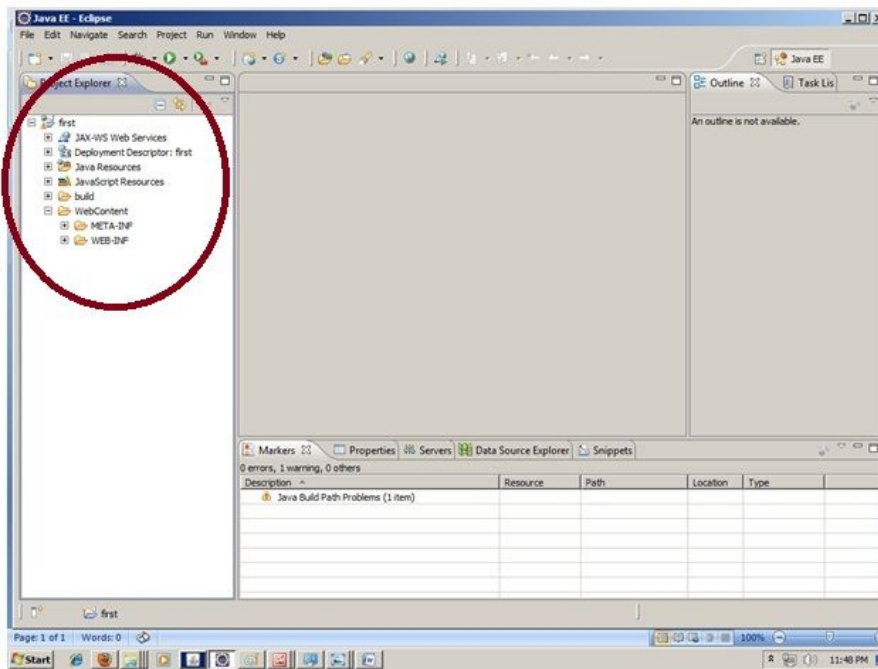 Java EE - Eclipse
File Edit Navigate Search Project Run Window Help
Java EE
Project Explorer
Outline Task Lis
An outline is not available.
first
JAX-WS Web Services
Deployment Descriptor: first
Java Resources
JavaScript Resources
build
WebContent
META-INF
WEB-INF
Markers Properties Servers Data Source Explorer Snippets
0 errors, 1 warning, 0 others
Description Resource Path Location Type
Java Build Path Problems (1 item)
first
Page: 1 of 1 Words: 0 100%
Start 11:48 PM